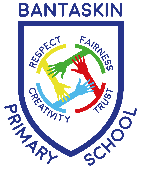 BANTASKIN
RESPECT
FAIRNESS
CREATIVITY
TRUST
PRIMARY
SCHOOL